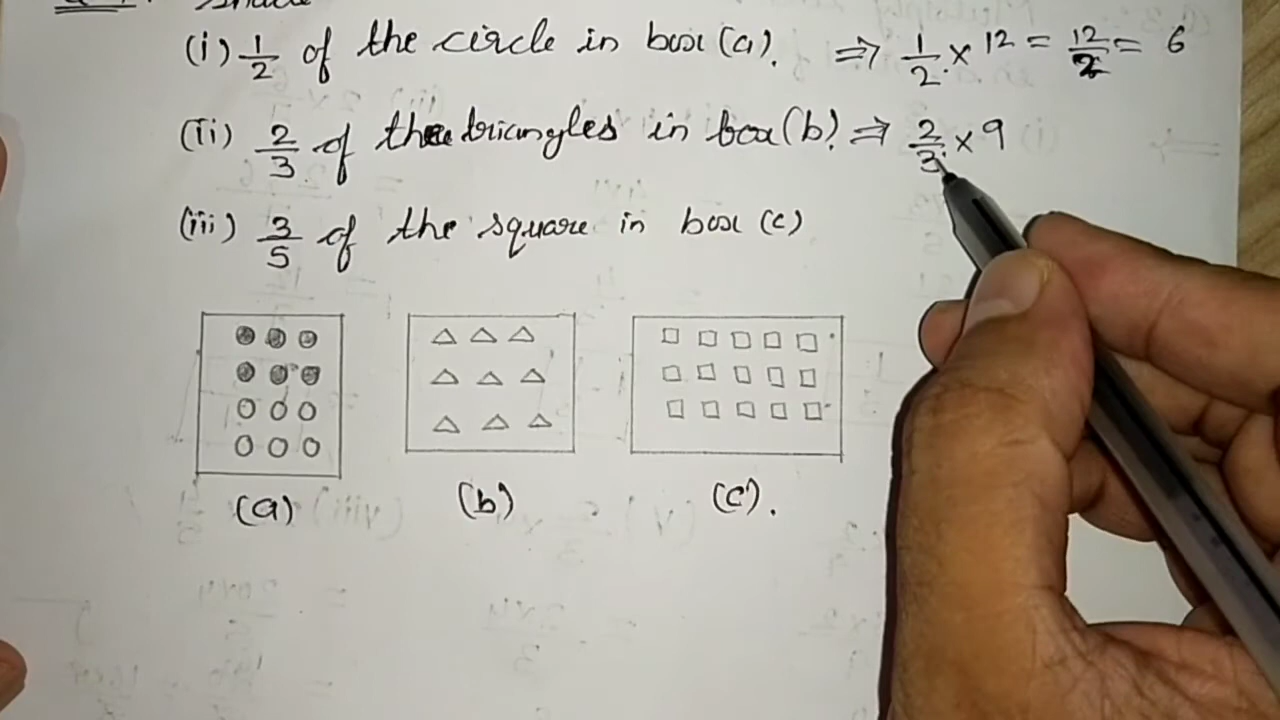 (i) 1/2 of the circle in box (a). ⇒ 1/2 × 12 = 12/2 = 6
(ii) 2/3 of the triangles in box (b). ⇒ 2/3 × 9
(iii) 3/5 of the square in box (c)
(a) (b) (c).